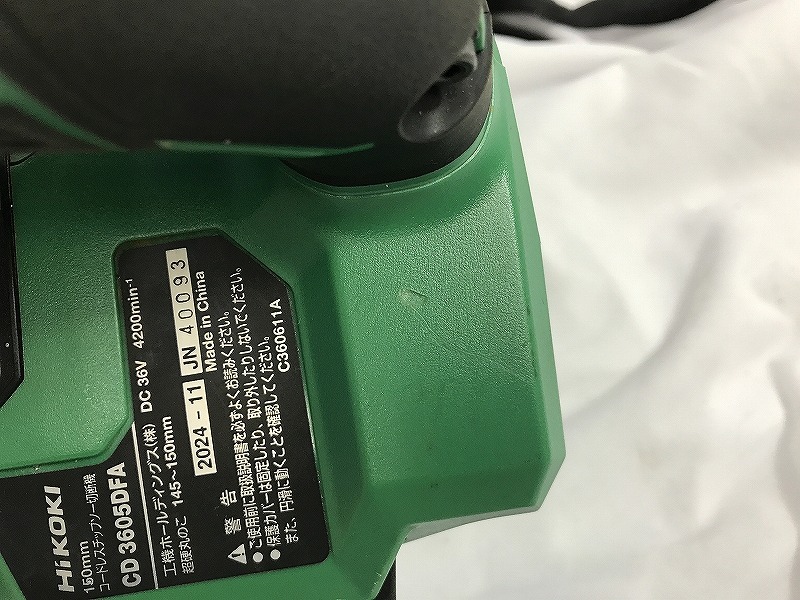 HiKOKI
150mm
コードレスチップソー切断機
CD 3605DFA
工機ホールディングス(株) DC 36V 4200min⁻¹
超硬丸のこ 145~150mm
2024-11 JN 40093
Made in China
警告
●ご使用前に取扱説明書を必ずよくお読みください。
●保護カバーは固定したり、取り外したりしないでください。
また、円滑に動くことを確認してください。
C360611A